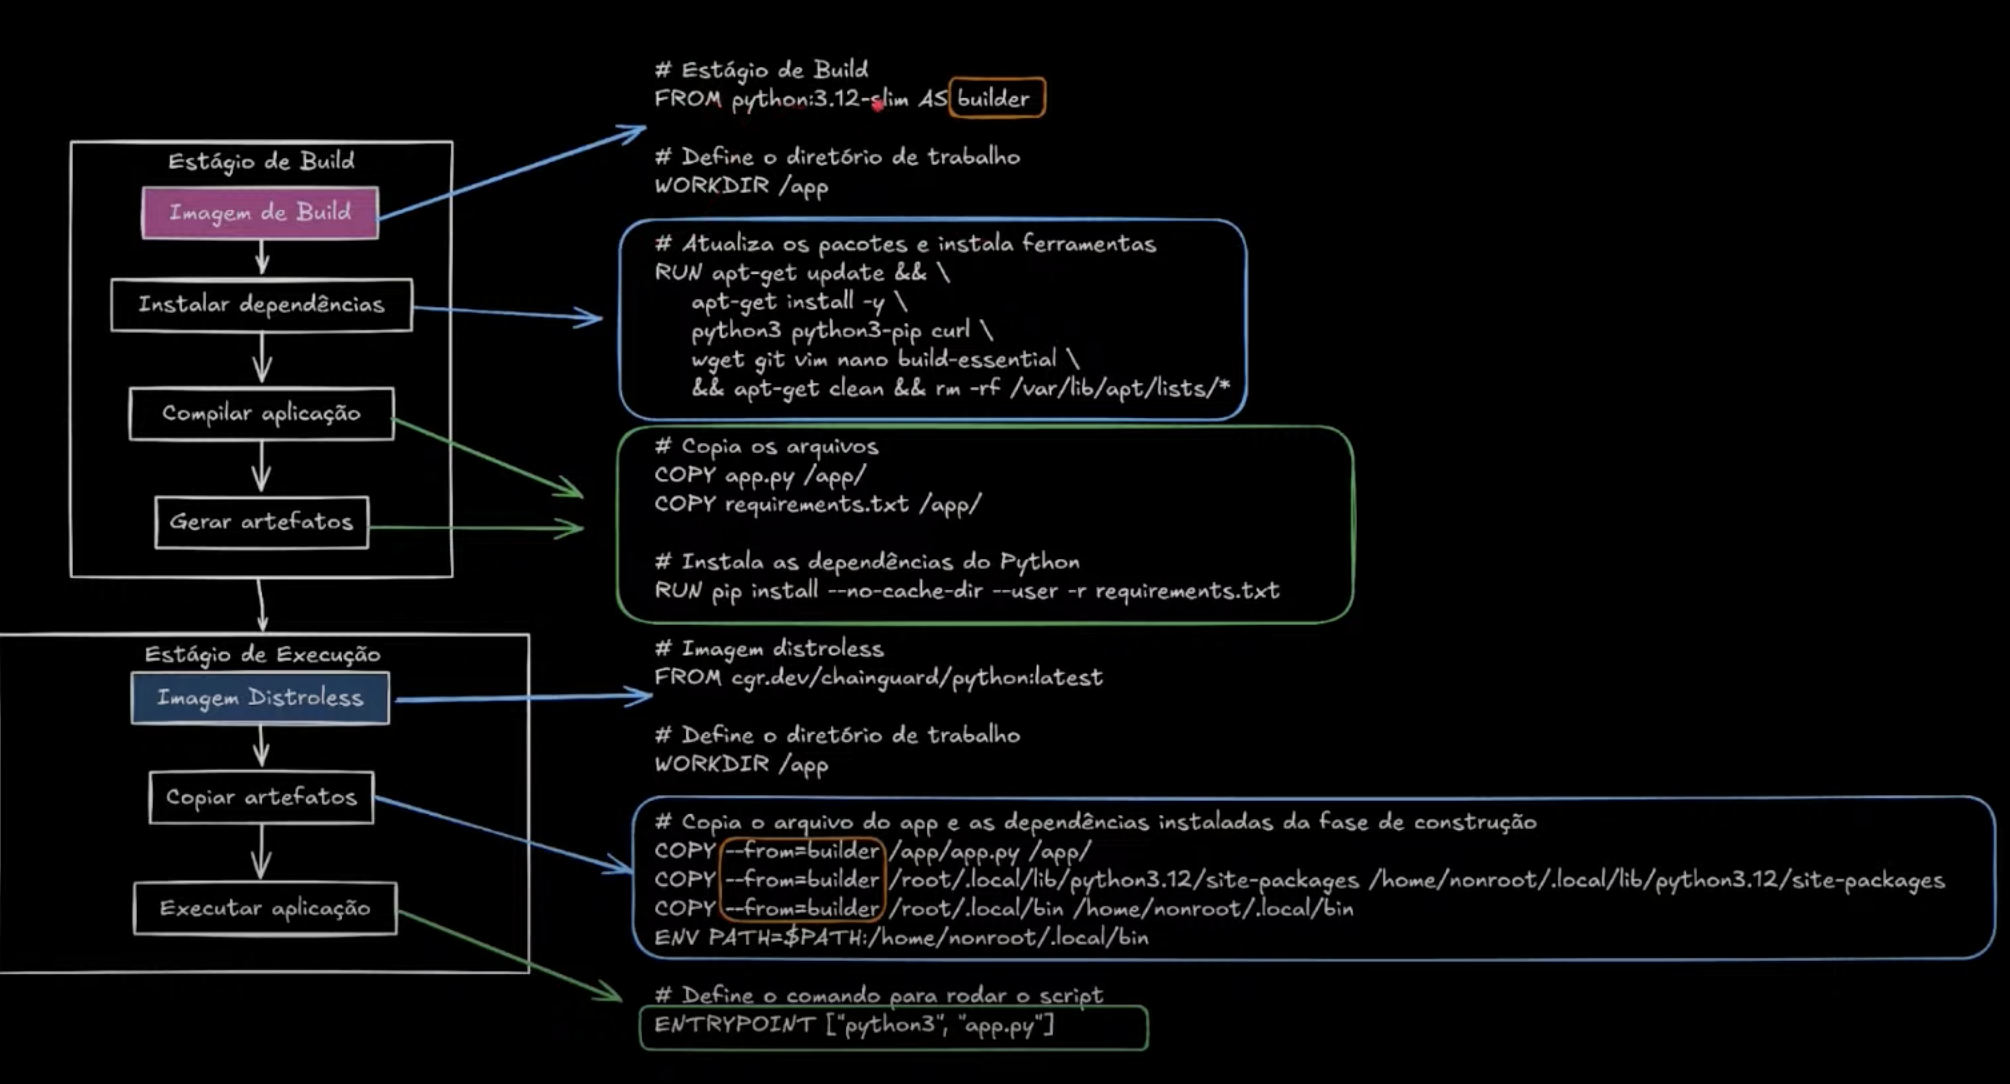 Estágio de Build
Imagem de Build
Instalar dependências
Compilar aplicação
Gerar artefatos
Estágio de Execução
Imagem Distroless
Copiar artefatos
Executar aplicação
# Estágio de Build
FROM python:3.12-slim AS builder
# Define o diretório de trabalho
WORKDIR /app
# Atualiza os pacotes e instala ferramentas
RUN apt-get update && \
apt-get install -y \
python3 python3-pip curl \
wget git vim nano build-essential \
&& apt-get clean && rm -rf /var/lib/apt/lists/*
# Copia os arquivos
COPY app.py /app/
COPY requirements.txt /app/
# Instala as dependências do Python
RUN pip install --no-cache-dir --user -r requirements.txt
# Imagem distroless
FROM cgr.dev/chainguard/python:latest
# Define o diretório de trabalho
WORKDIR /app
# Copia o arquivo do app e as dependências instaladas da fase de construção
COPY --from=builder /app/app.py /app/
COPY --from=builder /root/.local/lib/python3.12/site-packages /home/nonroot/.local/lib/python3.12/site-packages
COPY --from=builder /root/.local/bin /home/nonroot/.local/bin
ENV PATH=$PATH:/home/nonroot/.local/bin
# Define o comando para rodar o script
ENTRYPOINT ["python3", "app.py"]